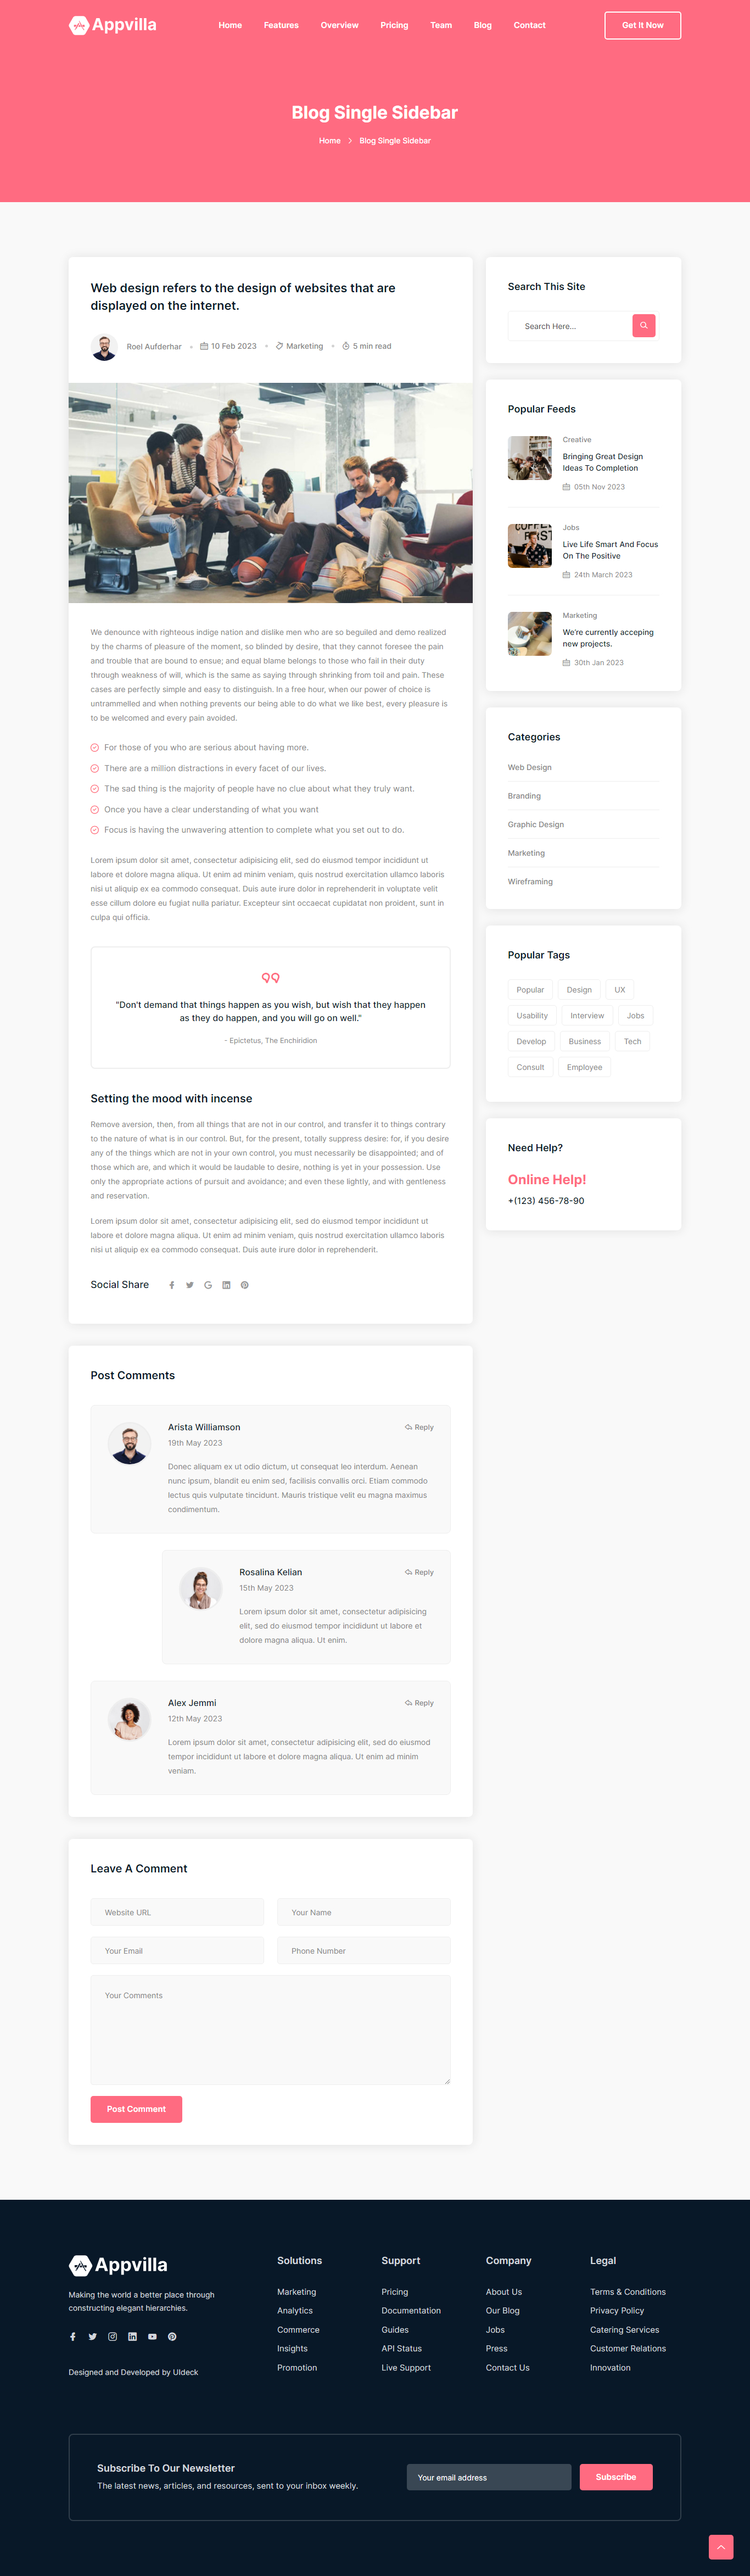 Appvilla
Home
Features
Overview
Pricing
Team
Blog
Contact
Get It Now
Blog Single Sidebar
Home
Blog Single Sidebar
Web design refers to the design of websites that are
displayed on the internet.
Roel Aufderhar
10 Feb 2023
Marketing
5 min read
We denounce with righteous indige nation and dislike men who are so beguiled and demo realized
by the charms of pleasure of the moment, so blinded by desire, that they cannot foresee the pain
and trouble that are bound to ensue; and equal blame belongs to those who fail in their duty
through weakness of will, which is the same as saying through shrinking from toil and pain. These
cases are perfectly simple and easy to distinguish. In a free hour, when our power of choice is
untrammelled and when nothing prevents our being able to do what we like best, every pleasure is
to be welcomed and every pain avoided.
For those of you who are serious about having more.
There are a million distractions in every facet of our lives.
The sad thing is the majority of people have no clue about what they truly want.
Once you have a clear understanding of what you want
Focus is having the unwavering attention to complete what you set out to do.
Lorem ipsum dolor sit amet, consectetur adipisicing elit, sed do eiusmod tempor incididunt ut
labore et dolore magna aliqua. Ut enim ad minim veniam, quis nostrud exercitation ullamco laboris
nisi ut aliquip ex ea commodo consequat. Duis aute irure dolor in reprehenderit in voluptate velit
esse cillum dolore eu fugiat nulla pariatur. Excepteur sint occaecat cupidatat non proident, sunt in
culpa qui officia.
"Don't demand that things happen as you wish, but wish that they happen
as they do happen, and you will go on well."
- Epictetus, The Enchiridion
Setting the mood with incense
Remove aversion, then, from all things that are not in our control, and transfer it to things contrary
to the nature of what is in our control. But, for the present, totally suppress desire: for, if you desire
any of the things which are not in your own control, you must necessarily be disappointed; and of
those which are, and which it would be laudable to desire, nothing is yet in your possession. Use
only the appropriate actions of pursuit and avoidance; and even these lightly, and with gentleness
and reservation.
Lorem ipsum dolor sit amet, consectetur adipisicing elit, sed do eiusmod tempor incididunt ut
labore et dolore magna aliqua. Ut enim ad minim veniam, quis nostrud exercitation ullamco laboris
nisi ut aliquip ex ea commodo consequat. Duis aute irure dolor in reprehenderit.
Social Share
Post Comments
Arista Williamson
Reply
19th May 2023
Donec aliquam ex ut odio dictum, ut consequat leo interdum. Aenean
nunc ipsum, blandit eu enim sed, facilisis convallis orci. Etiam commodo
lectus quis vulputate tincidunt. Mauris tristique velit eu magna maximus
condimentum.
Rosalina Kelian
Reply
15th May 2023
Lorem ipsum dolor sit amet, consectetur adipisicing
elit, sed do eiusmod tempor incididunt ut labore et
dolore magna aliqua. Ut enim.
Alex Jemmi
Reply
12th May 2023
Lorem ipsum dolor sit amet, consectetur adipisicing elit, sed do eiusmod
tempor incididunt ut labore et dolore magna aliqua. Ut enim ad minim
veniam.
Leave A Comment
Website URL
Your Name
Your Email
Phone Number
Your Comments
Post Comment
Search This Site
Search Here...
Popular Feeds
Creative
Bringing Great Design
Ideas To Completion
05th Nov 2023
Jobs
Live Life Smart And Focus
On The Positive
24th March 2023
Marketing
We're currently acceping
new projects.
30th Jan 2023
Categories
Web Design
Branding
Graphic Design
Marketing
Wireframing
Popular Tags
Popular
Design
UX
Usability
Interview
Jobs
Develop
Business
Tech
Consult
Employee
Need Help?
Online Help!
+(123) 456-78-90
Appvilla
Making the world a better place through
constructing elegant hierarchies.
Designed and Developed by UIdeck
Solutions
Marketing
Analytics
Commerce
Insights
Promotion
Support
Pricing
Documentation
Guides
API Status
Live Support
Company
About Us
Our Blog
Jobs
Press
Contact Us
Legal
Terms & Conditions
Privacy Policy
Catering Services
Customer Relations
Innovation
Subscribe To Our Newsletter
The latest news, articles, and resources, sent to your inbox weekly.
Your email address
Subscribe